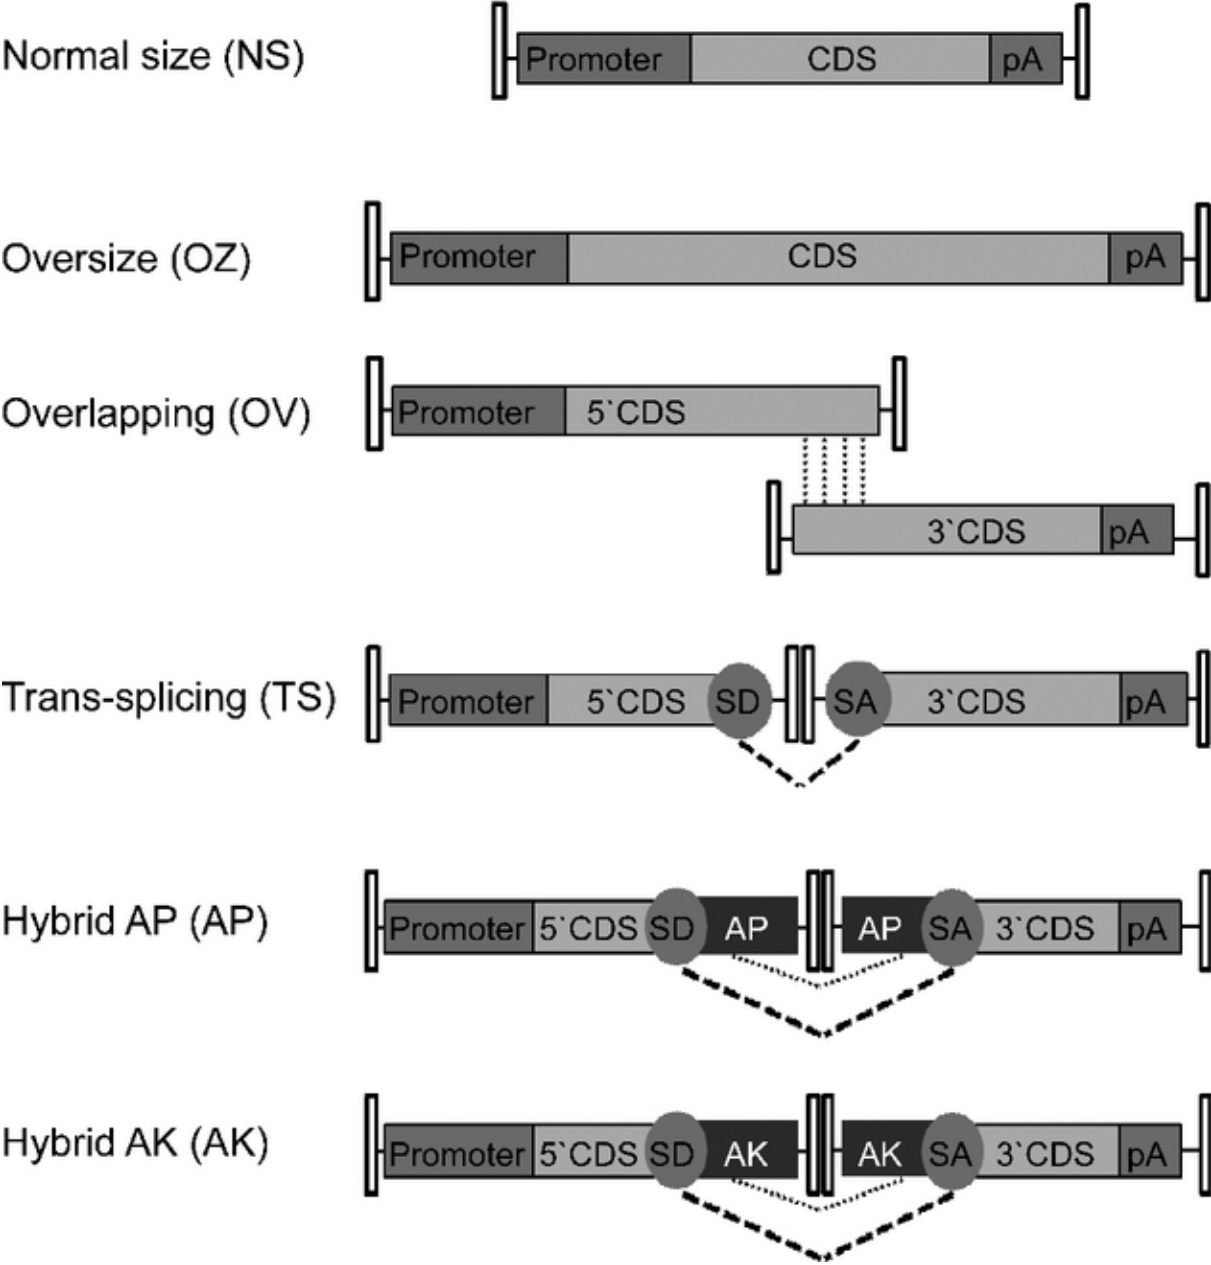 Normal size (NS) Promoter CDS pA
Oversize (OZ) Promoter CDS pA
Overlapping (OV) Promoter 5`CDS
3`CDS pA
Trans-splicing (TS) Promoter 5`CDS SD SA 3`CDS pA
Hybrid AP (AP) Promoter 5`CDS SD AP AP SA 3`CDS pA
Hybrid AK (AK) Promoter 5`CDS SD AK AK SA 3`CDS pA